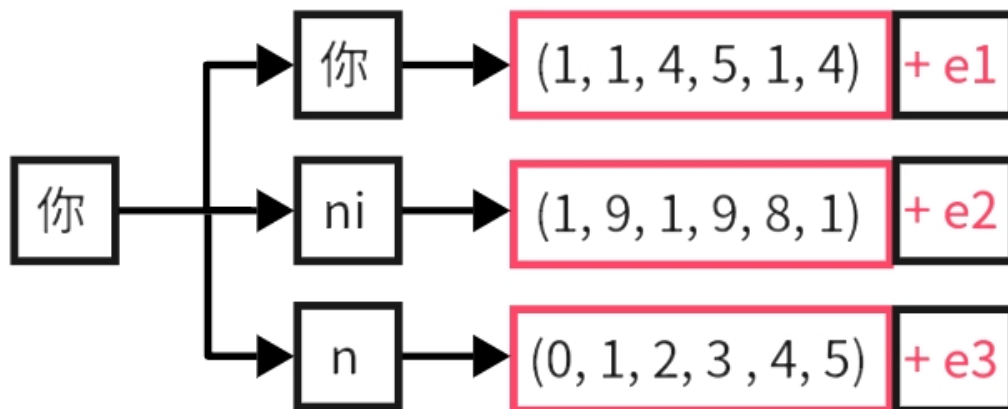 你 (1, 1, 4, 5, 1, 4) + e1
你 ni (1, 9, 1, 9, 8, 1) + e2
n (0, 1, 2, 3 , 4, 5) + e3